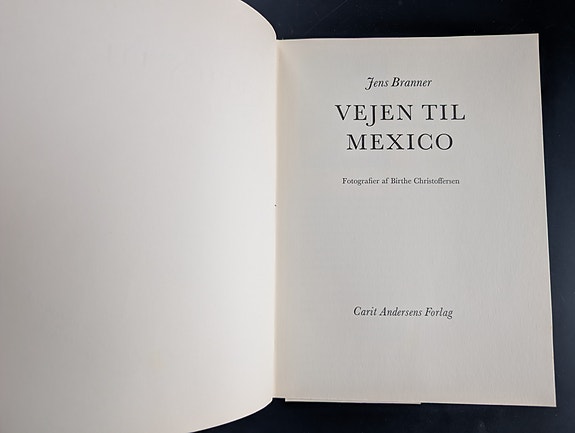 Jens Branner
VEJEN TIL
MEXICO
Fotografier af Birthe Christoffersen
Carit Andersens Forlag